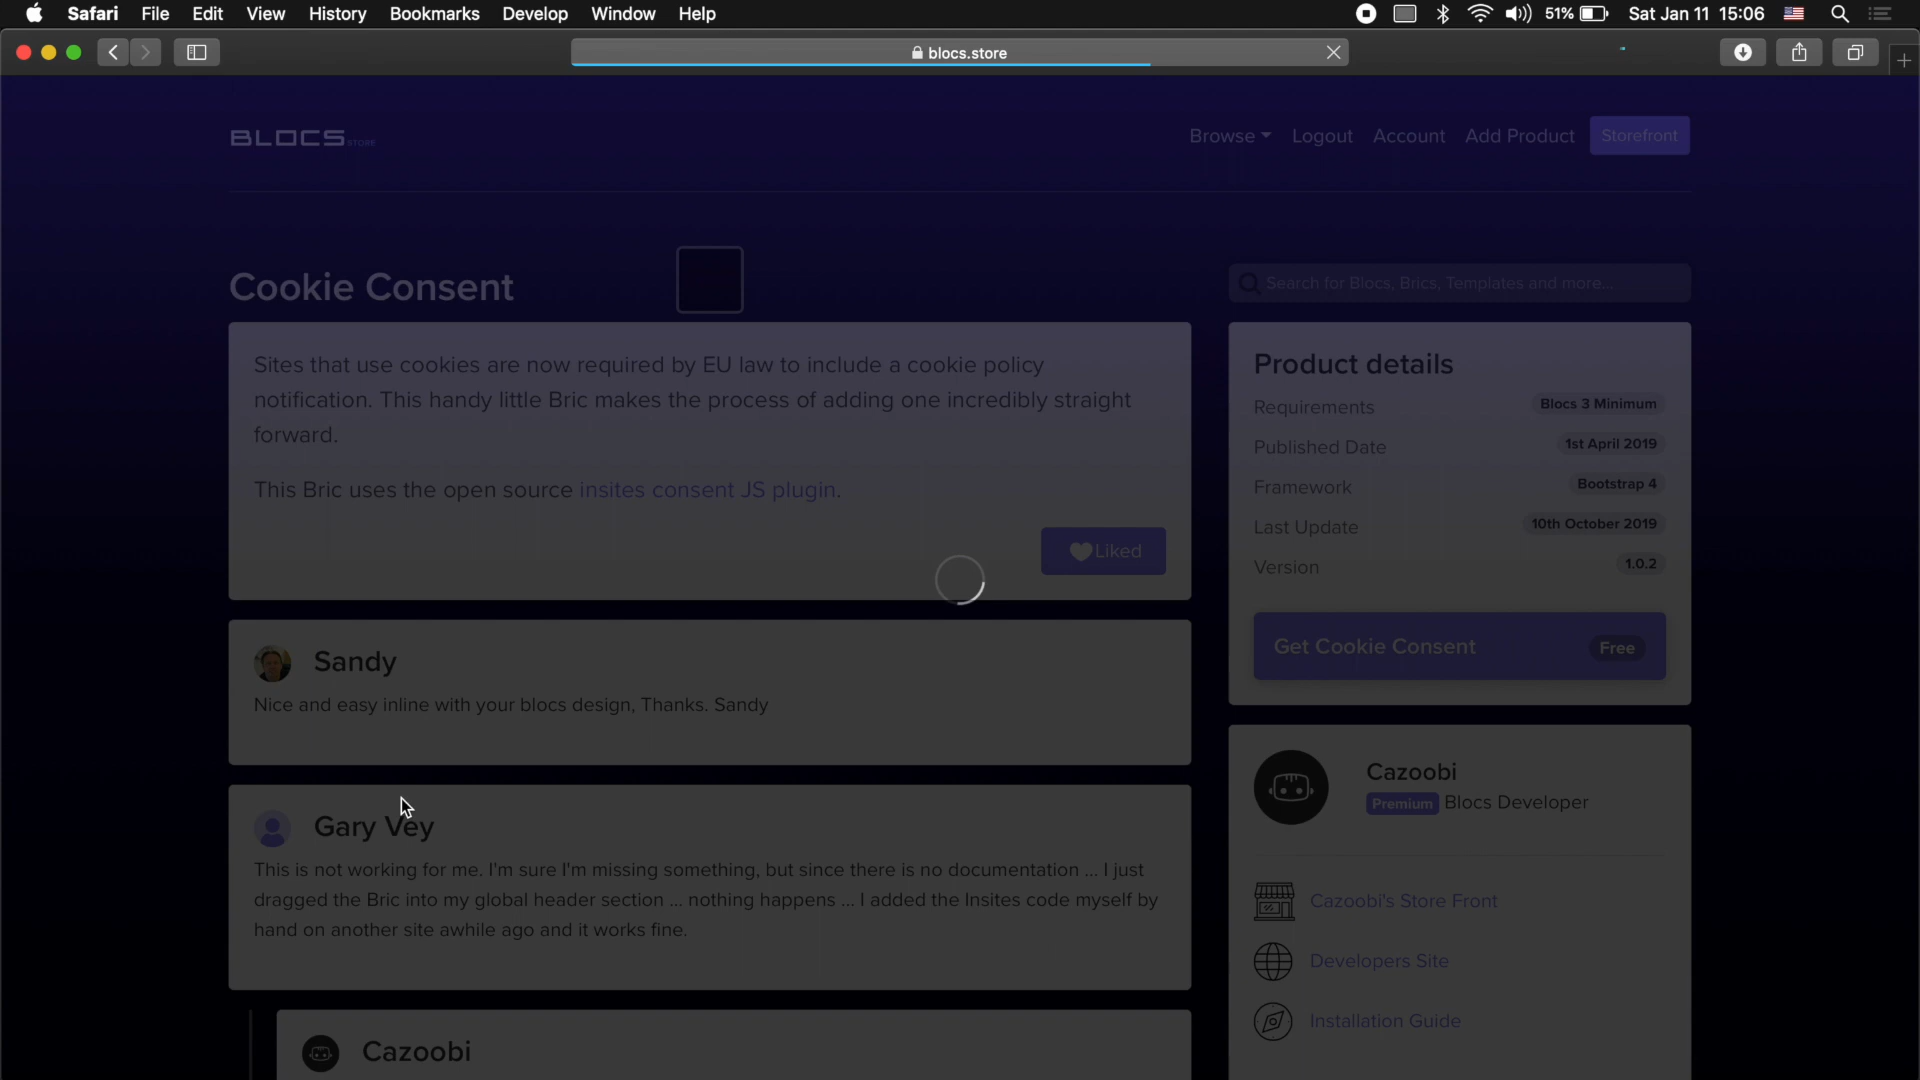 Safari File Edit View History Bookmarks Develop Window Help
51% Sat Jan 11 15:06
blocs.store
BLOCS STORE
Browse Logout Account Add Product Storefront
Cookie Consent
Search for Blocs, Brics, Templates and more...
Sites that use cookies are now required by EU law to include a cookie policy
notification. This handy little Bric makes the process of adding one incredibly straight
forward.
This Bric uses the open source insites consent JS plugin.
Liked
Product details
Requirements Blocs 3 Minimum
Published Date 1st April 2019
Framework Bootstrap 4
Last Update 10th October 2019
Version 1.0.2
Get Cookie Consent Free
Sandy
Nice and easy inline with your blocs design, Thanks. Sandy
Gary Vey
This is not working for me. I'm sure I'm missing something, but since there is no documentation ... I just
dragged the Bric into my global header section ... nothing happens ... I added the Insites code myself by
hand on another site awhile ago and it works fine.
Cazoobi
Cazoobi
Premium Blocs Developer
Cazoobi's Store Front
Developers Site
Installation Guide